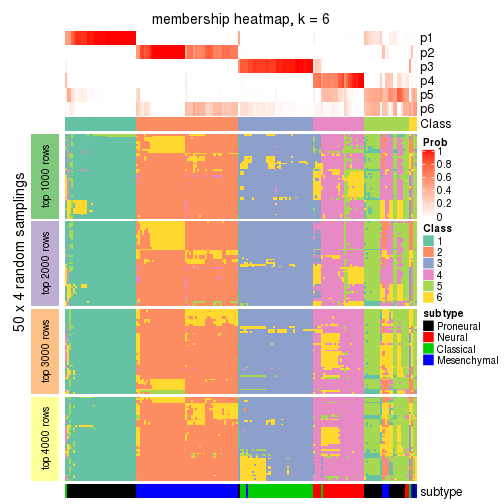 membership heatmap, k = 6
p1
p2
p3
p4
p5
p6
Class
50 x 4 random samplings
top 1000 rows
top 2000 rows
top 3000 rows
top 4000 rows
Prob
1
0.8
0.6
0.4
0.2
0
Class
1
2
3
4
5
6
subtype
Proneural
Neural
Classical
Mesenchymal
subtype